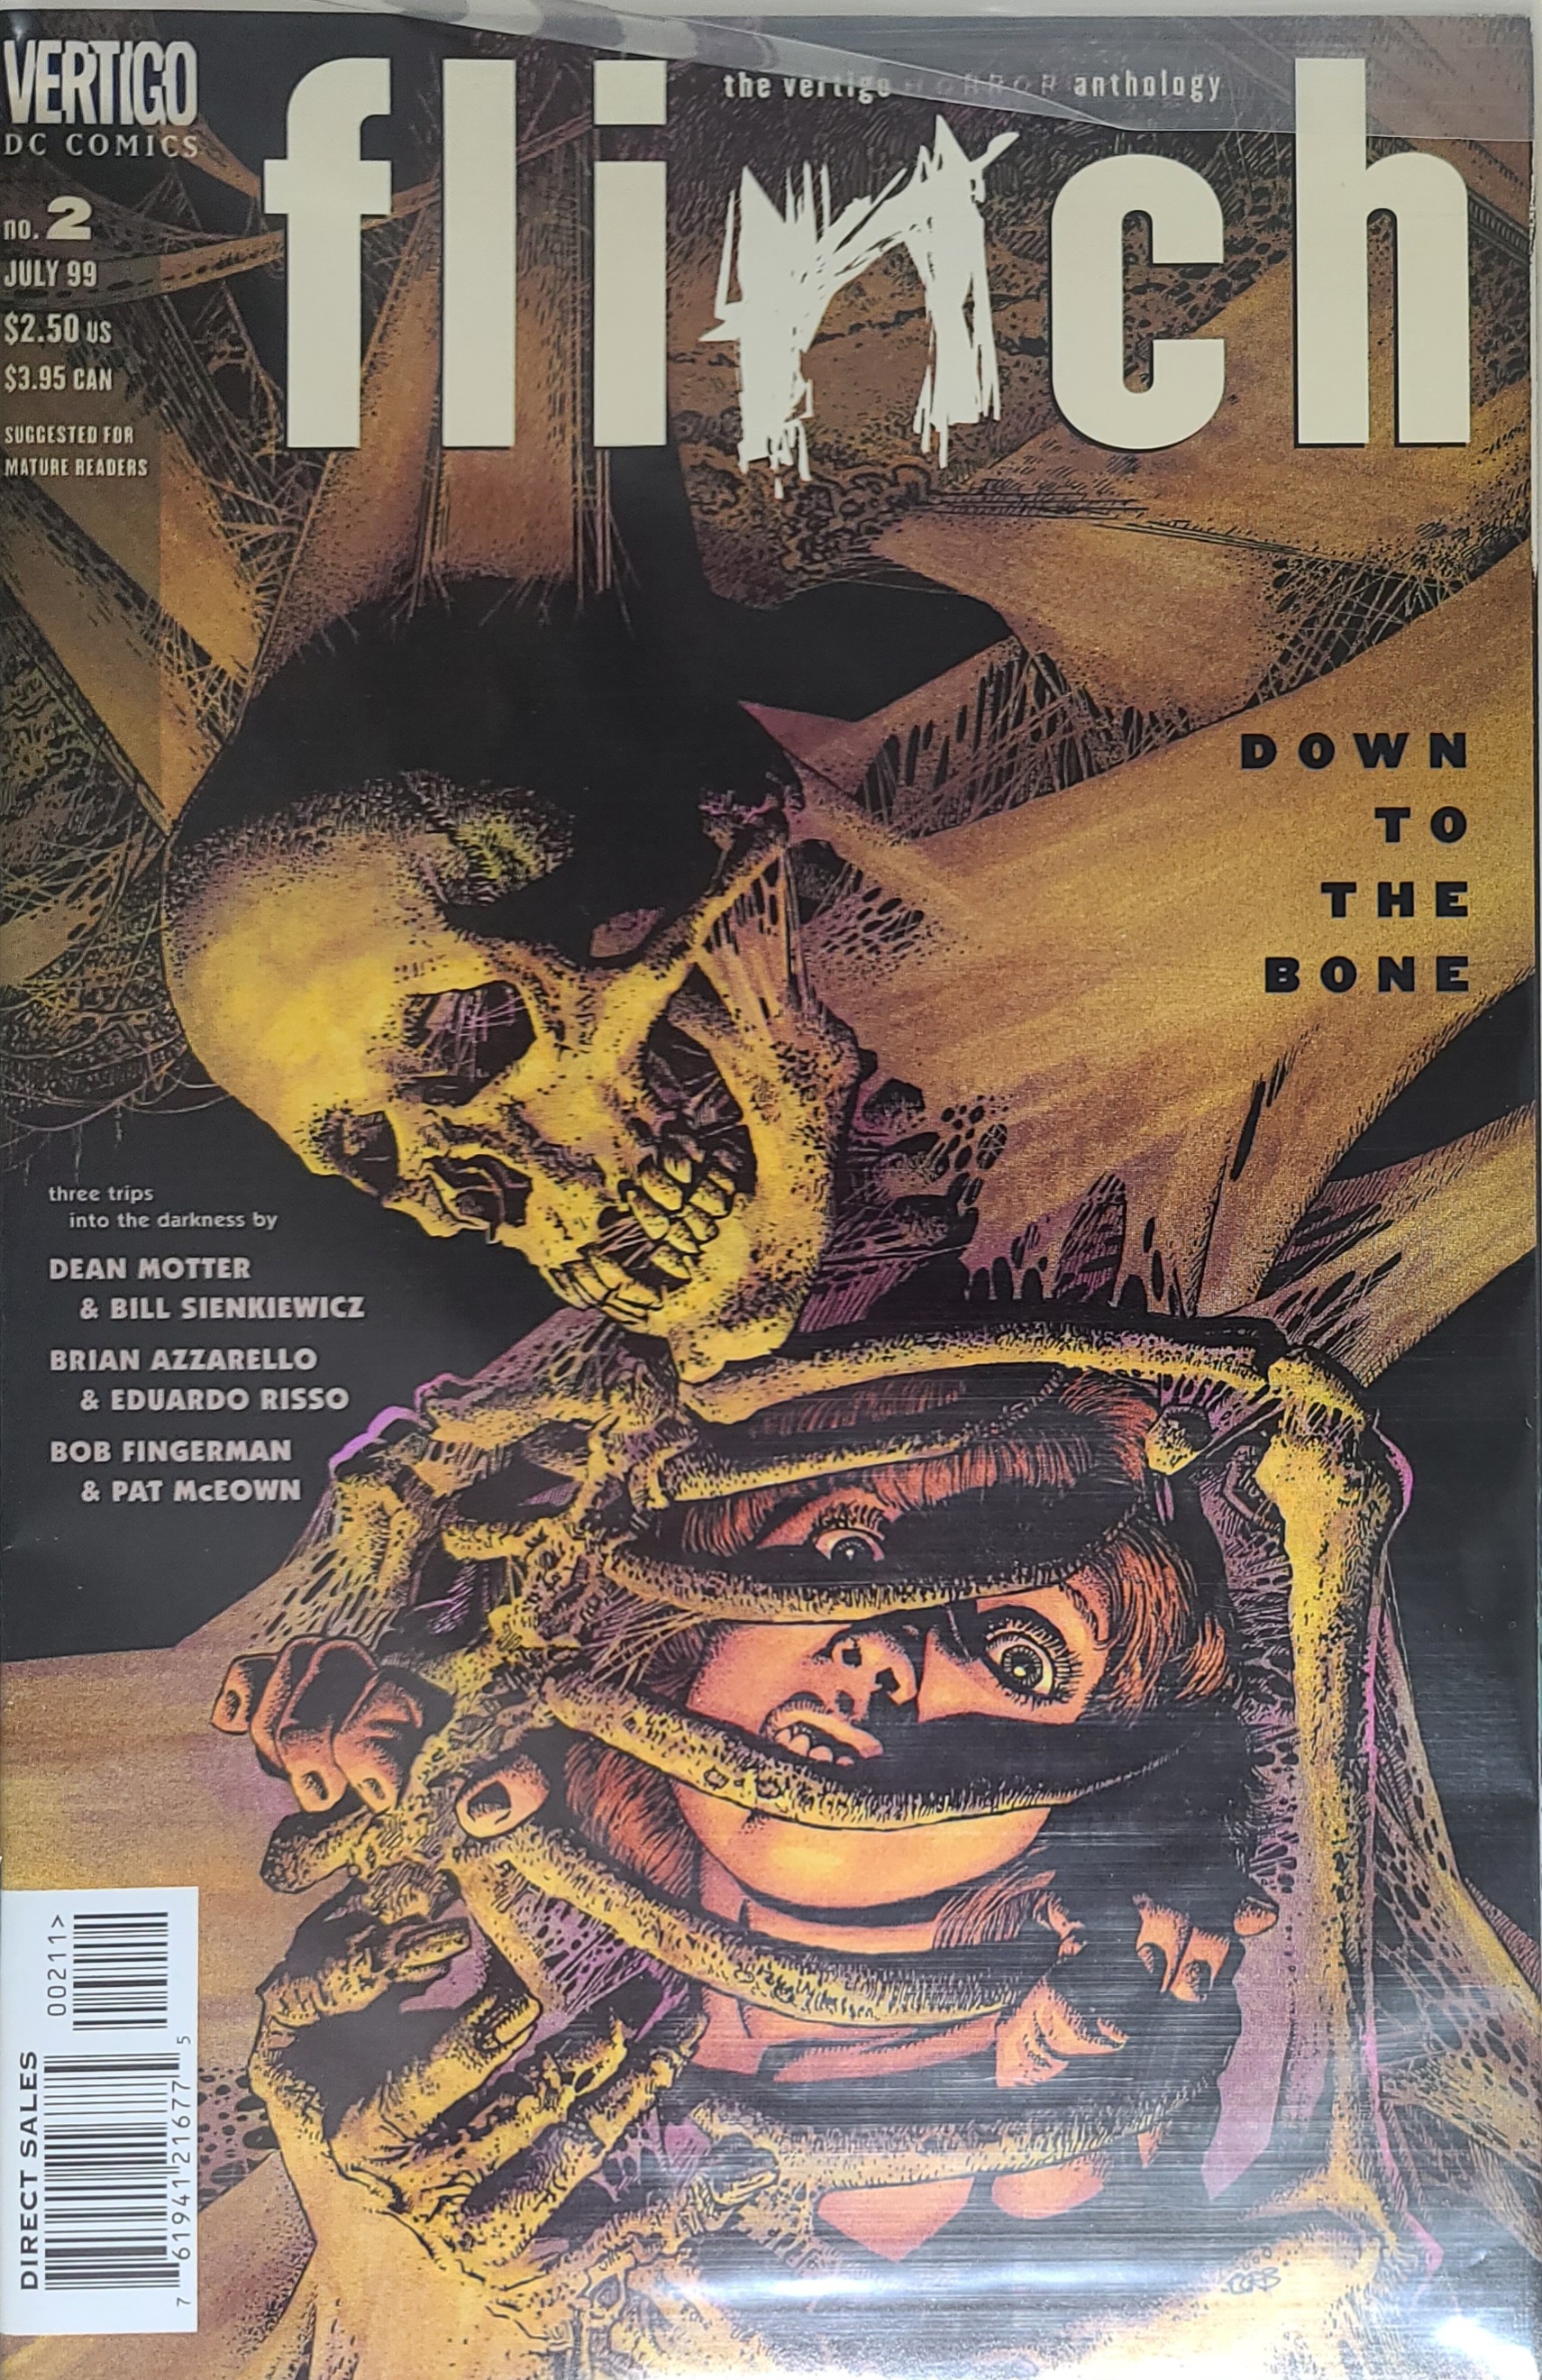 VERTIGO
DC COMICS
no. 2
JULY 99
$2.50 US
$3.95 CAN
SUGGESTED FOR
MATURE READERS
the vertigo HORROR anthology
flinch
DOWN
TO
THE
BONE
three trips
into the darkness by
DEAN MOTTER
& BILL SIENKIEWICZ
BRIAN AZZARELLO
& EDUARDO RISSO
BOB FINGERMAN
& PAT McEOWN
00211>
DIRECT SALES
7 61941 21677 5
CORB